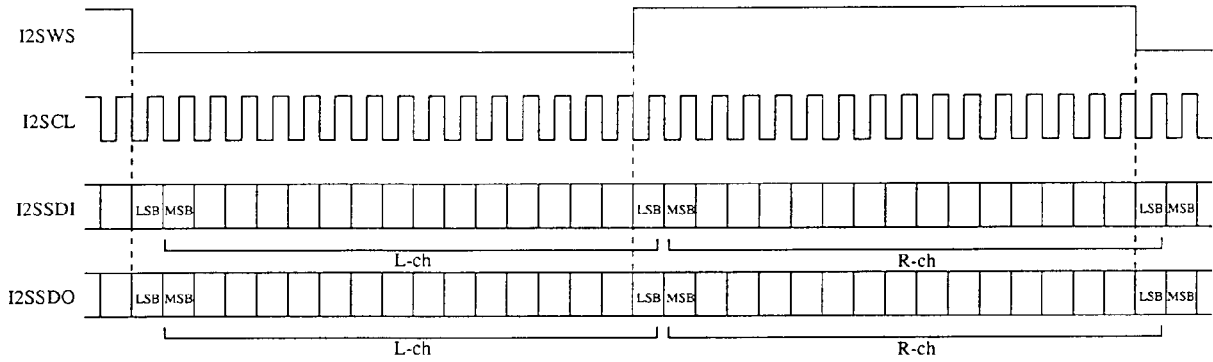 I2SWS
I2SCL
I2SSDI LSB MSB LSB MSB LSB MSB
L-ch R-ch
I2SSDO LSB MSB LSB MSB LSB MSB
L-ch R-ch